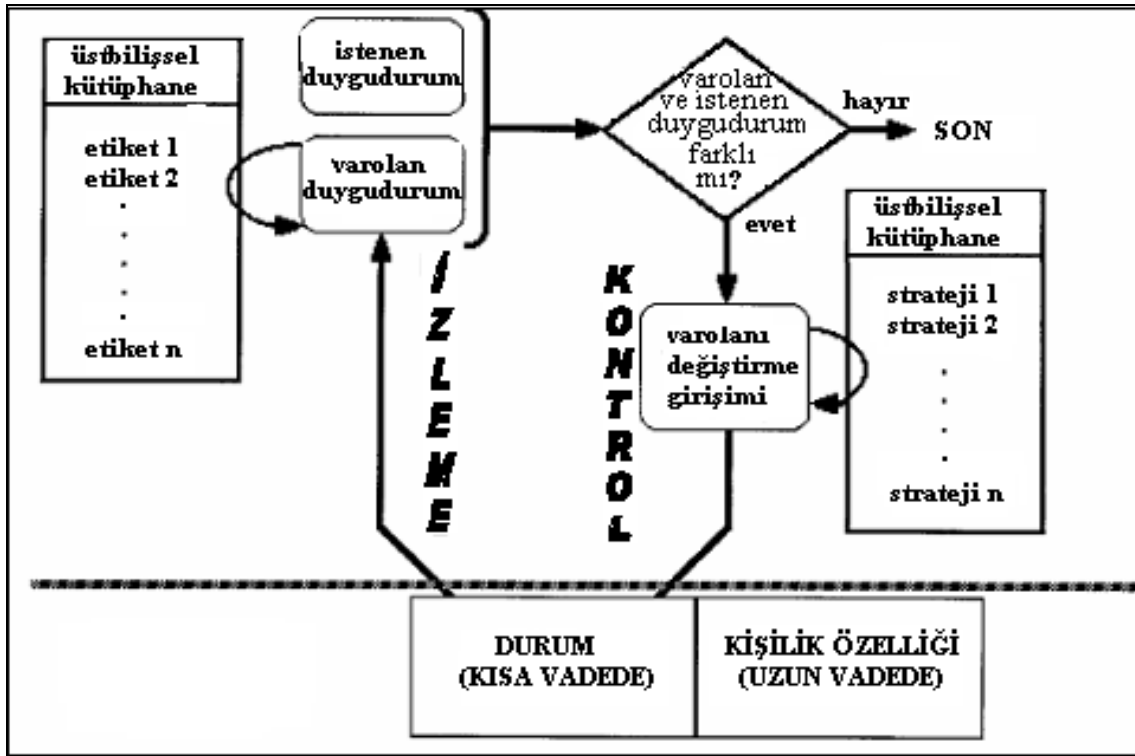 üstbilişsel
kütüphane
etiket 1
etiket 2
.
.
.
.
.
etiket n
istenen
duygudurum
varolan
duygudurum
varolan
ve istenen
duygudurum
farklı
mı?
hayır
SON
evet
İZLEME
KONTROL
varolanı
değiştirme
girişimi
üstbilişsel
kütüphane
strateji 1
strateji 2
.
.
.
.
strateji n
DURUM
(KISA VADEDE)
KİŞİLİK ÖZELLİĞİ
(UZUN VADEDE)